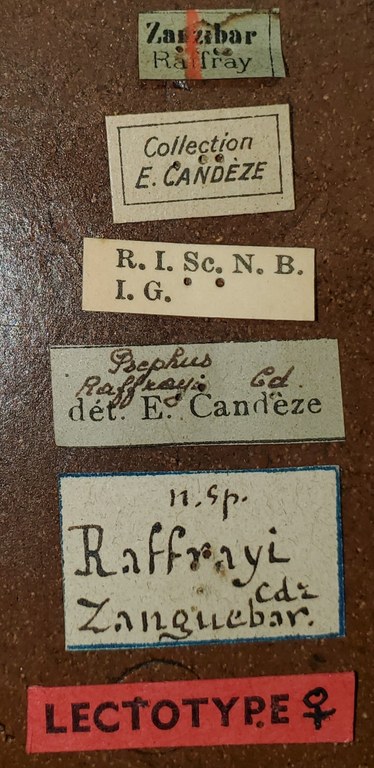 Zanzibar
Raffray
Collection
E. CANDÈZE
R. I. Sc. N. B.
I. G.
Psephus
Raffrayi Cd.
dét. E. Candèze
n. sp.
Raffrayi
Cdz
Zanguebar.
LECTOTYPE ♀